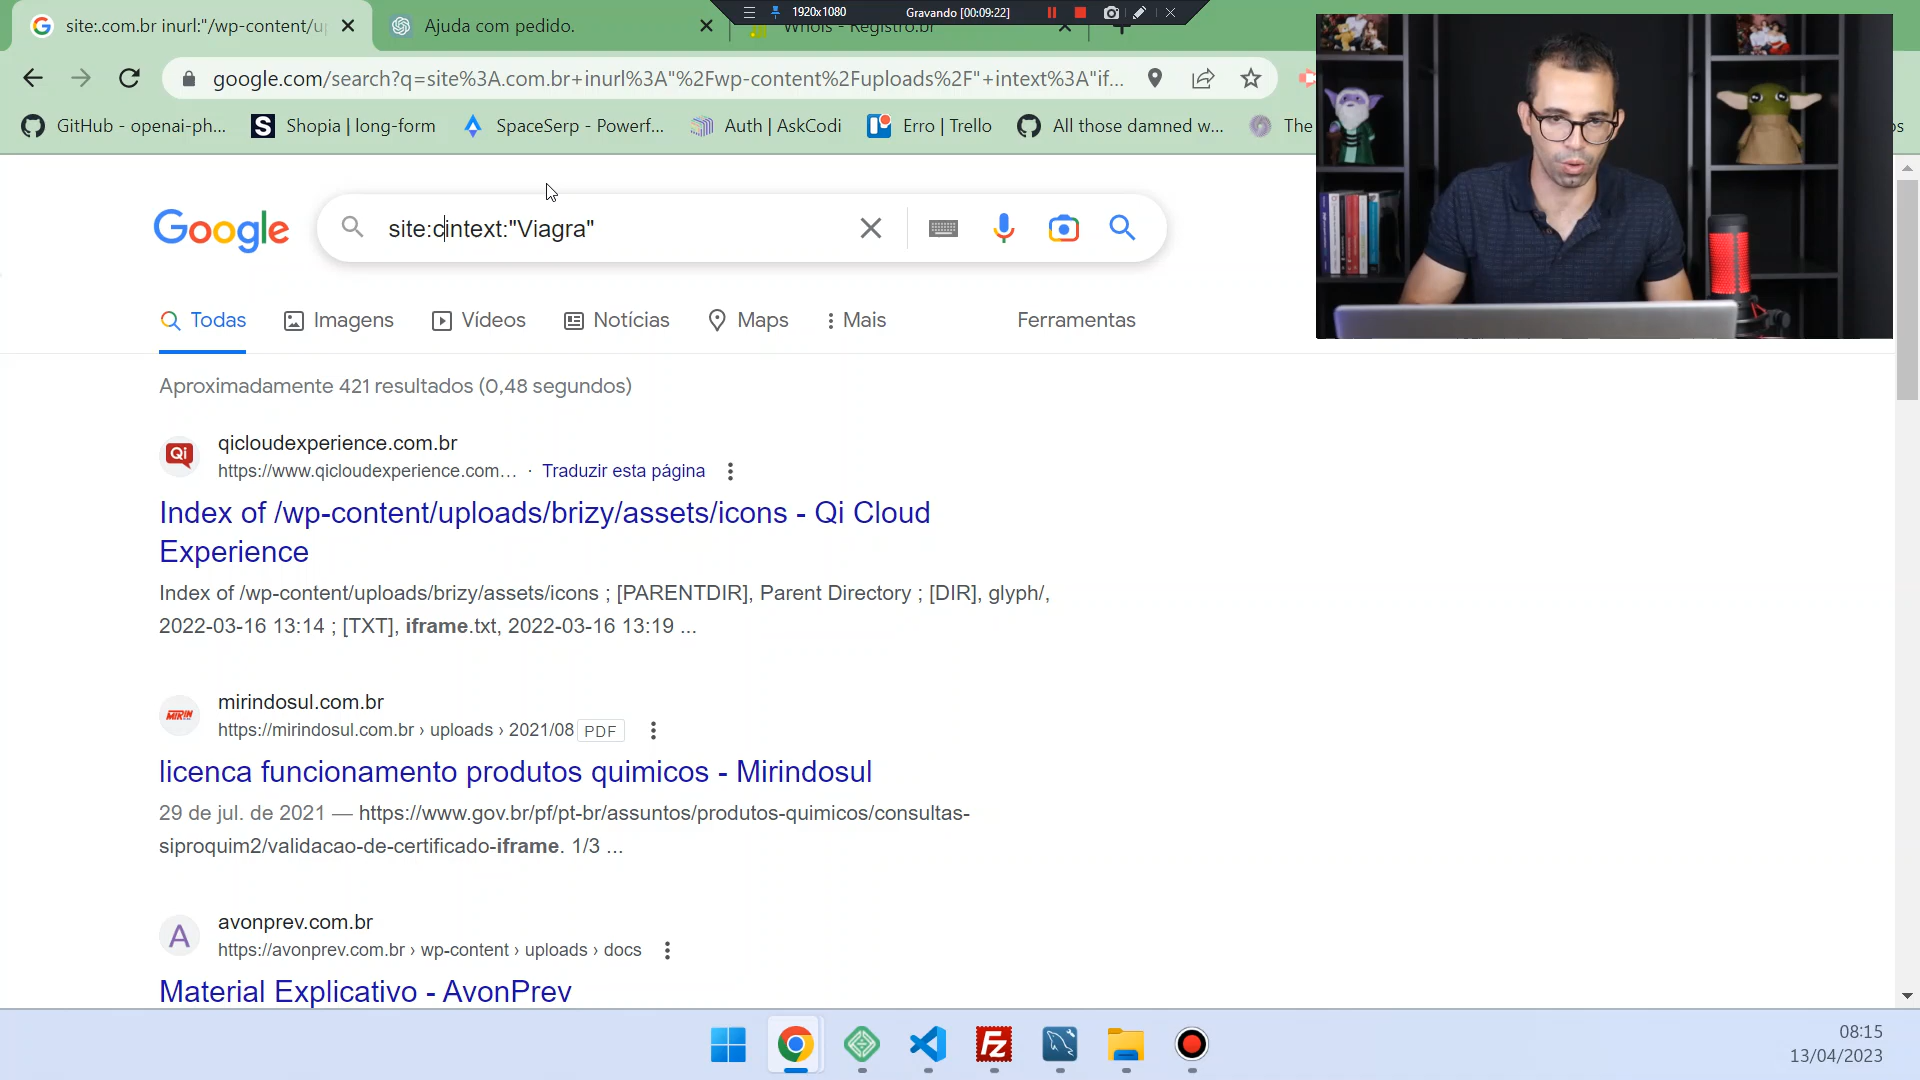 1920x1080
Gravando [00:09:22]
site:.com.br inurl:"/wp-content/u
Ajuda com pedido.
Whois - Registro.br
google.com/search?q=site%3A.com.br+inurl%3A"%2Fwp-content%2Fuploads%2F"+intext%3A"if...
GitHub - openai-ph...
S
Shopia | long-form
SpaceSerp - Powerf...
Auth | AskCodi
Erro | Trello
All those damned w...
The
os
Google
site:cintext:"Viagra"
Todas
Imagens
Vídeos
Notícias
Maps
Mais
Ferramentas
Aproximadamente 421 resultados (0,48 segundos)
Qi
qicloudexperience.com.br
https://www.qicloudexperience.com... · Traduzir esta página
Index of /wp-content/uploads/brizy/assets/icons - Qi Cloud
Experience
Index of /wp-content/uploads/brizy/assets/icons ; [PARENTDIR], Parent Directory ; [DIR], glyph/,
2022-03-16 13:14 ; [TXT], iframe.txt, 2022-03-16 13:19 ...
MIRIN
mirindosul.com.br
https://mirindosul.com.br › uploads › 2021/08 PDF
licenca funcionamento produtos quimicos - Mirindosul
29 de jul. de 2021 — https://www.gov.br/pf/pt-br/assuntos/produtos-quimicos/consultas-
siproquim2/validacao-de-certificado-iframe. 1/3 ...
A
avonprev.com.br
https://avonprev.com.br › wp-content › uploads › docs
Material Explicativo - AvonPrev
Fz
08:15
13/04/2023